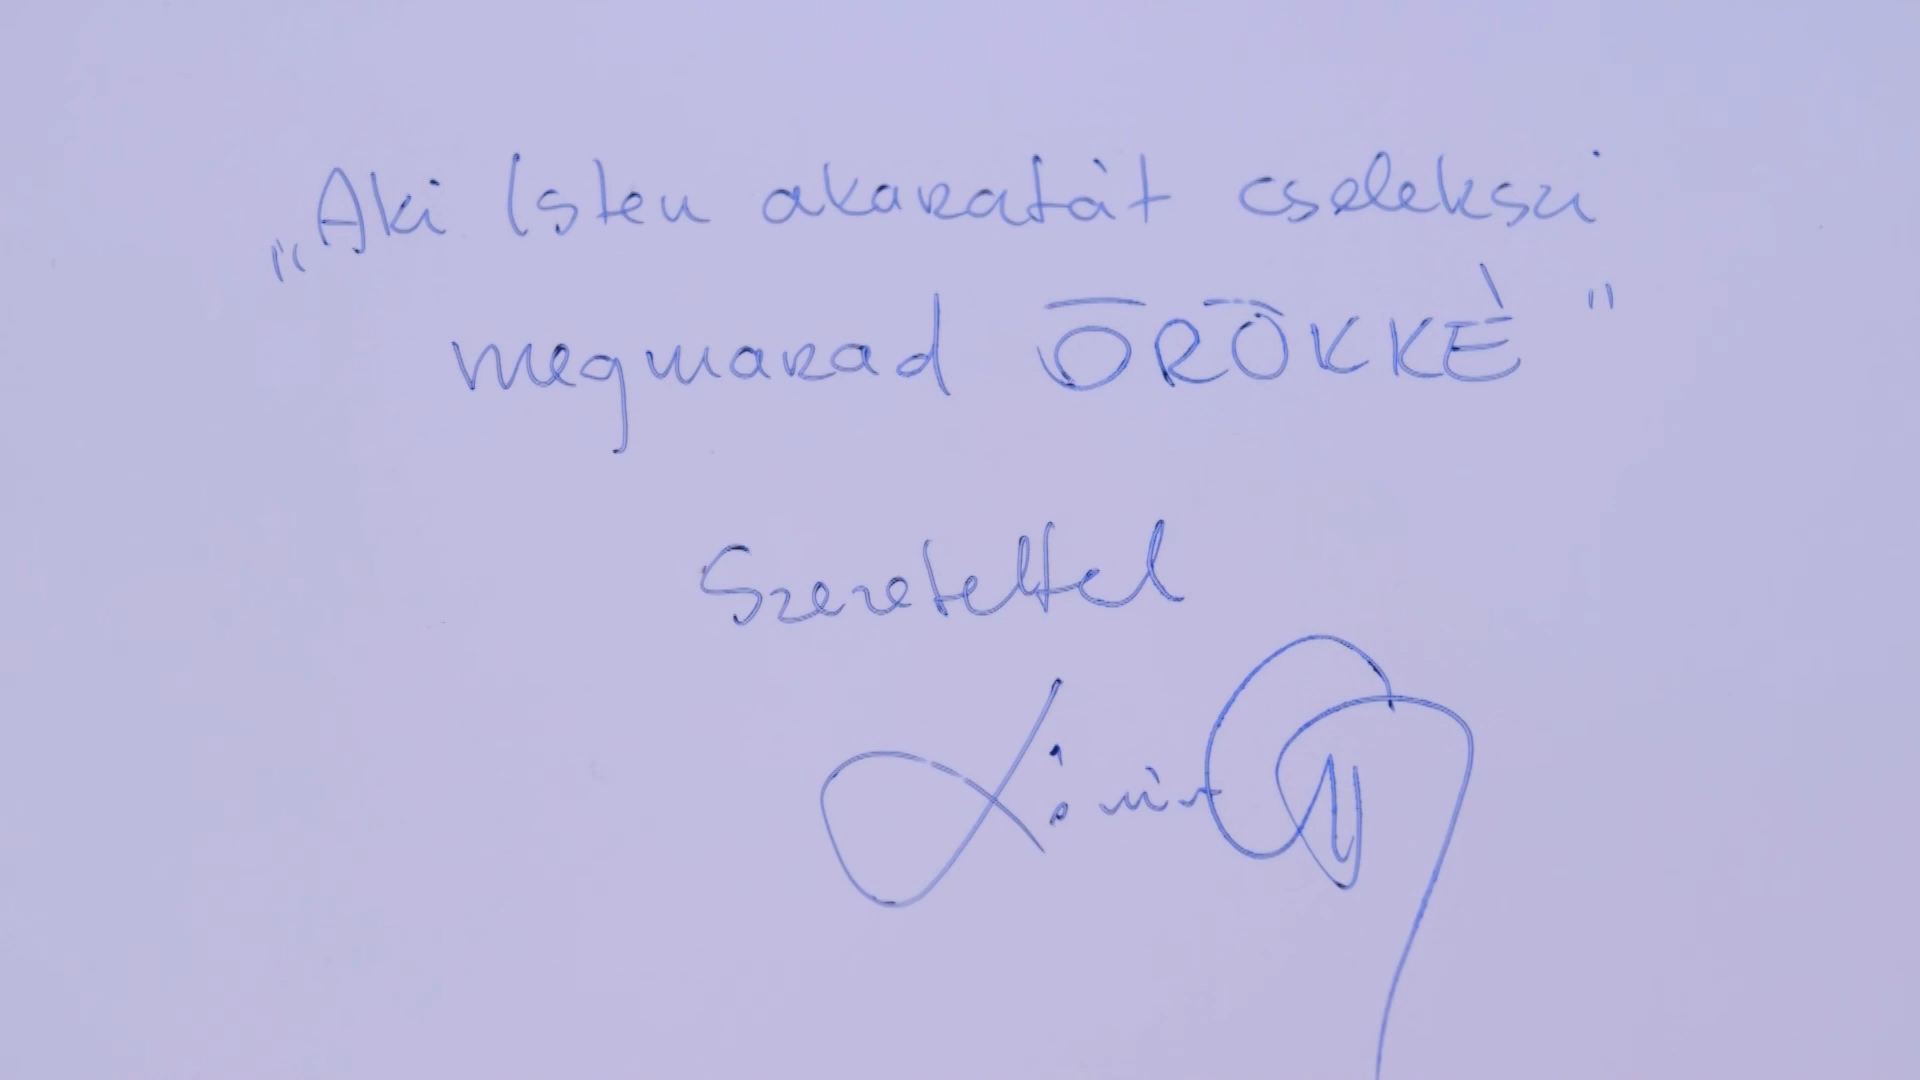 „Aki Isten akaratát cselekszi
megmarad ÖRÖKKÉ"
Szeretettel